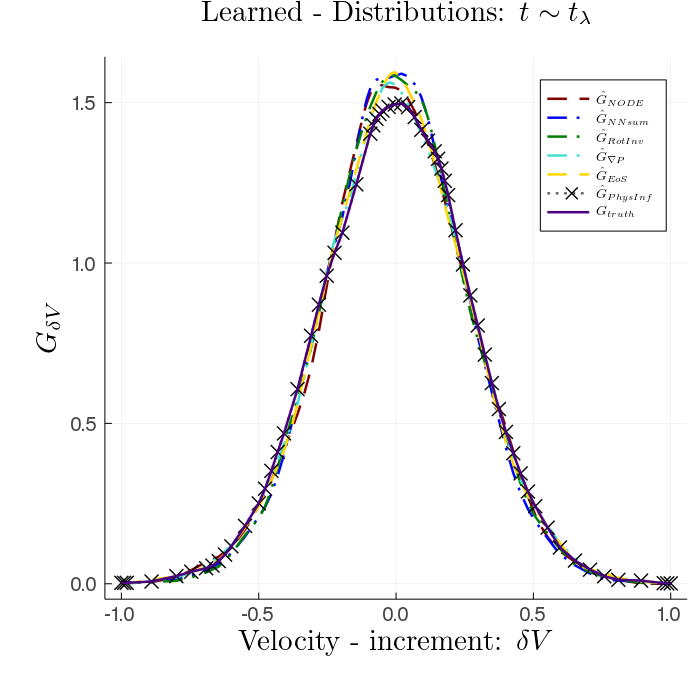 Learned - Distributions: t ∼ t_λ
G_δV
1.5
1.0
0.5
0.0
Ĝ_NODE
Ĝ_NNsum
Ĝ_RotInv
Ĝ_∇P
Ĝ_EoS
Ĝ_PhysInf
G_truth
-1.0 -0.5 0.0 0.5 1.0
Velocity - increment: δV